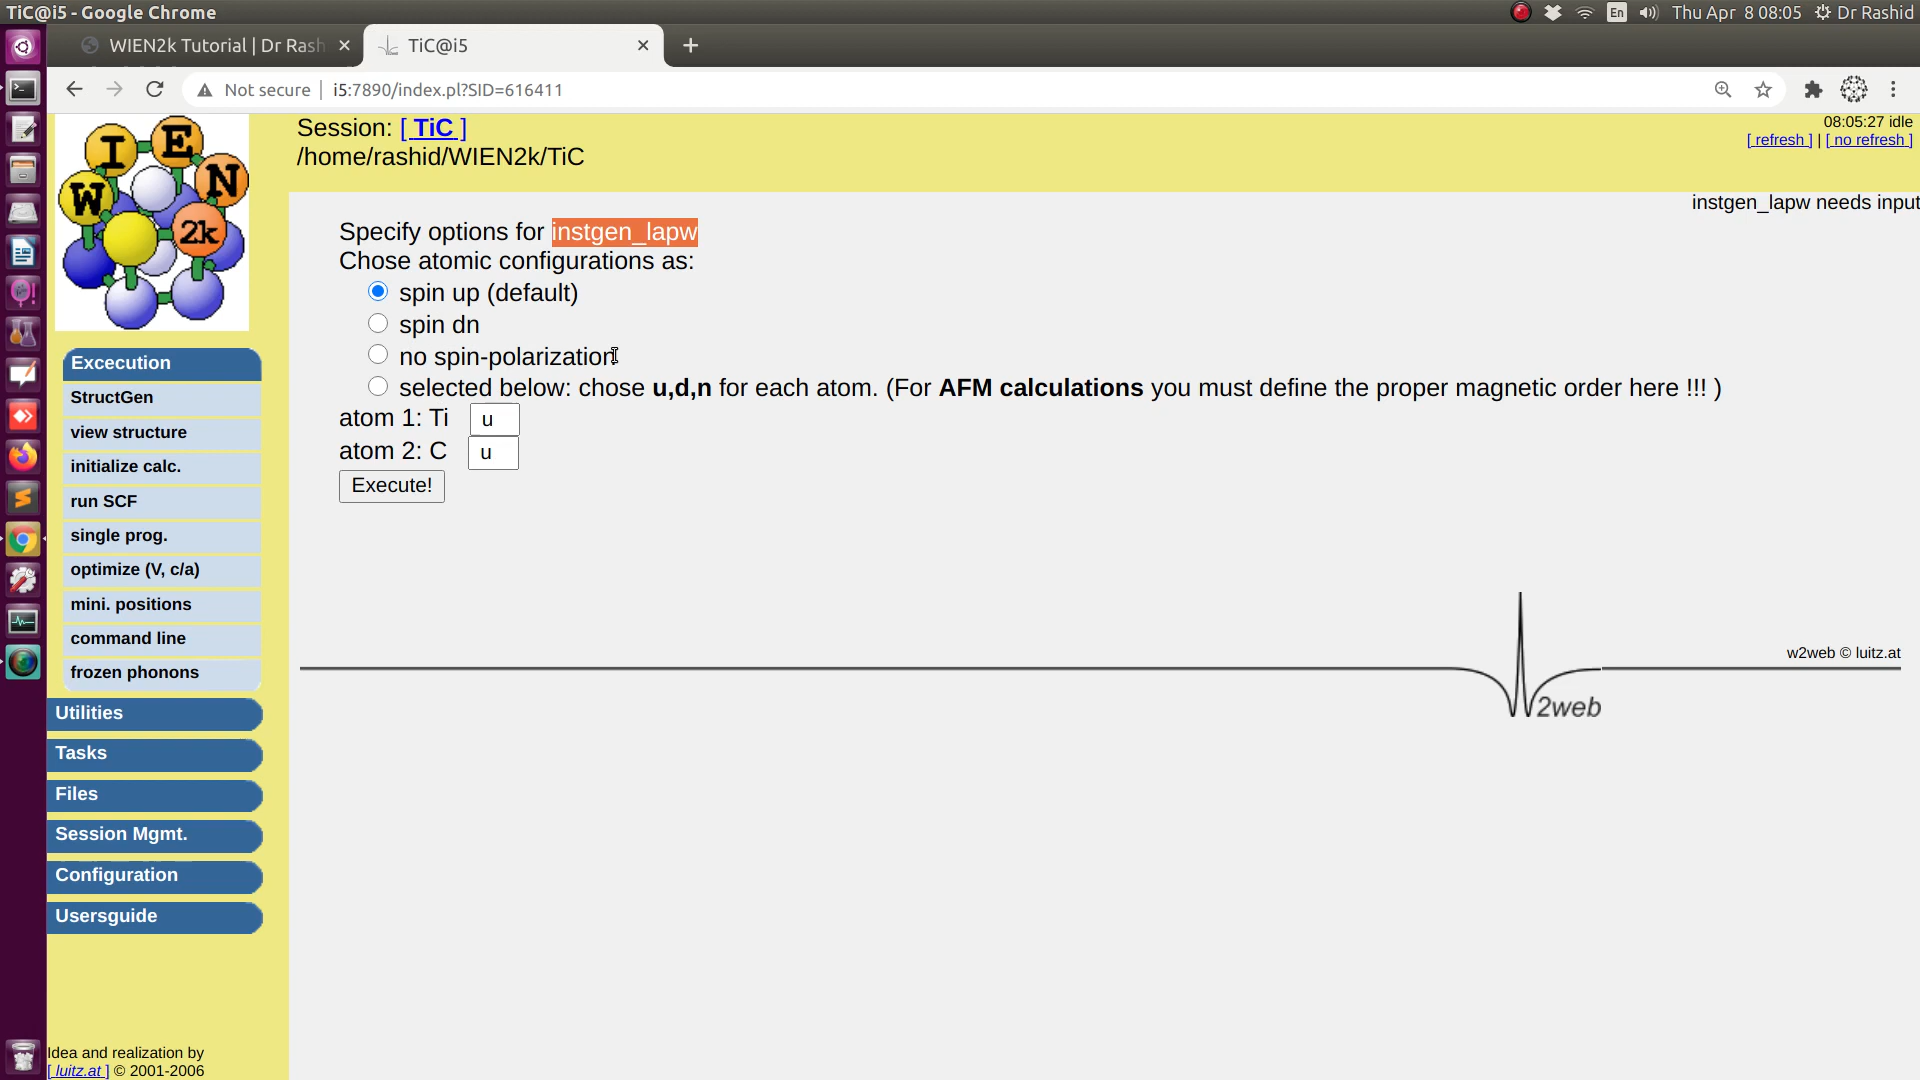 TiC@i5 - Google Chrome
En
Thu Apr 8 08:05
Dr Rashid
WIEN2k Tutorial | Dr Rash
TiC@i5
Not secure
i5:7890/index.pl?SID=616411
W I E N 2k
Session: [ TiC ]
/home/rashid/WIEN2k/TiC
08:05:27 idle
[ refresh ] | [ no refresh ]
instgen_lapw needs input
Specify options for instgen_lapw
Chose atomic configurations as:
spin up (default)
spin dn
no spin-polarization
selected below: chose u,d,n for each atom. (For AFM calculations you must define the proper magnetic order here !!! )
atom 1: Ti u
atom 2: C u
Execute!
Excecution
StructGen
view structure
initialize calc.
run SCF
single prog.
optimize (V, c/a)
mini. positions
command line
frozen phonons
Utilities
Tasks
Files
Session Mgmt.
Configuration
Usersguide
w2web © luitz.at
2web
Idea and realization by
[ luitz.at ] © 2001-2006